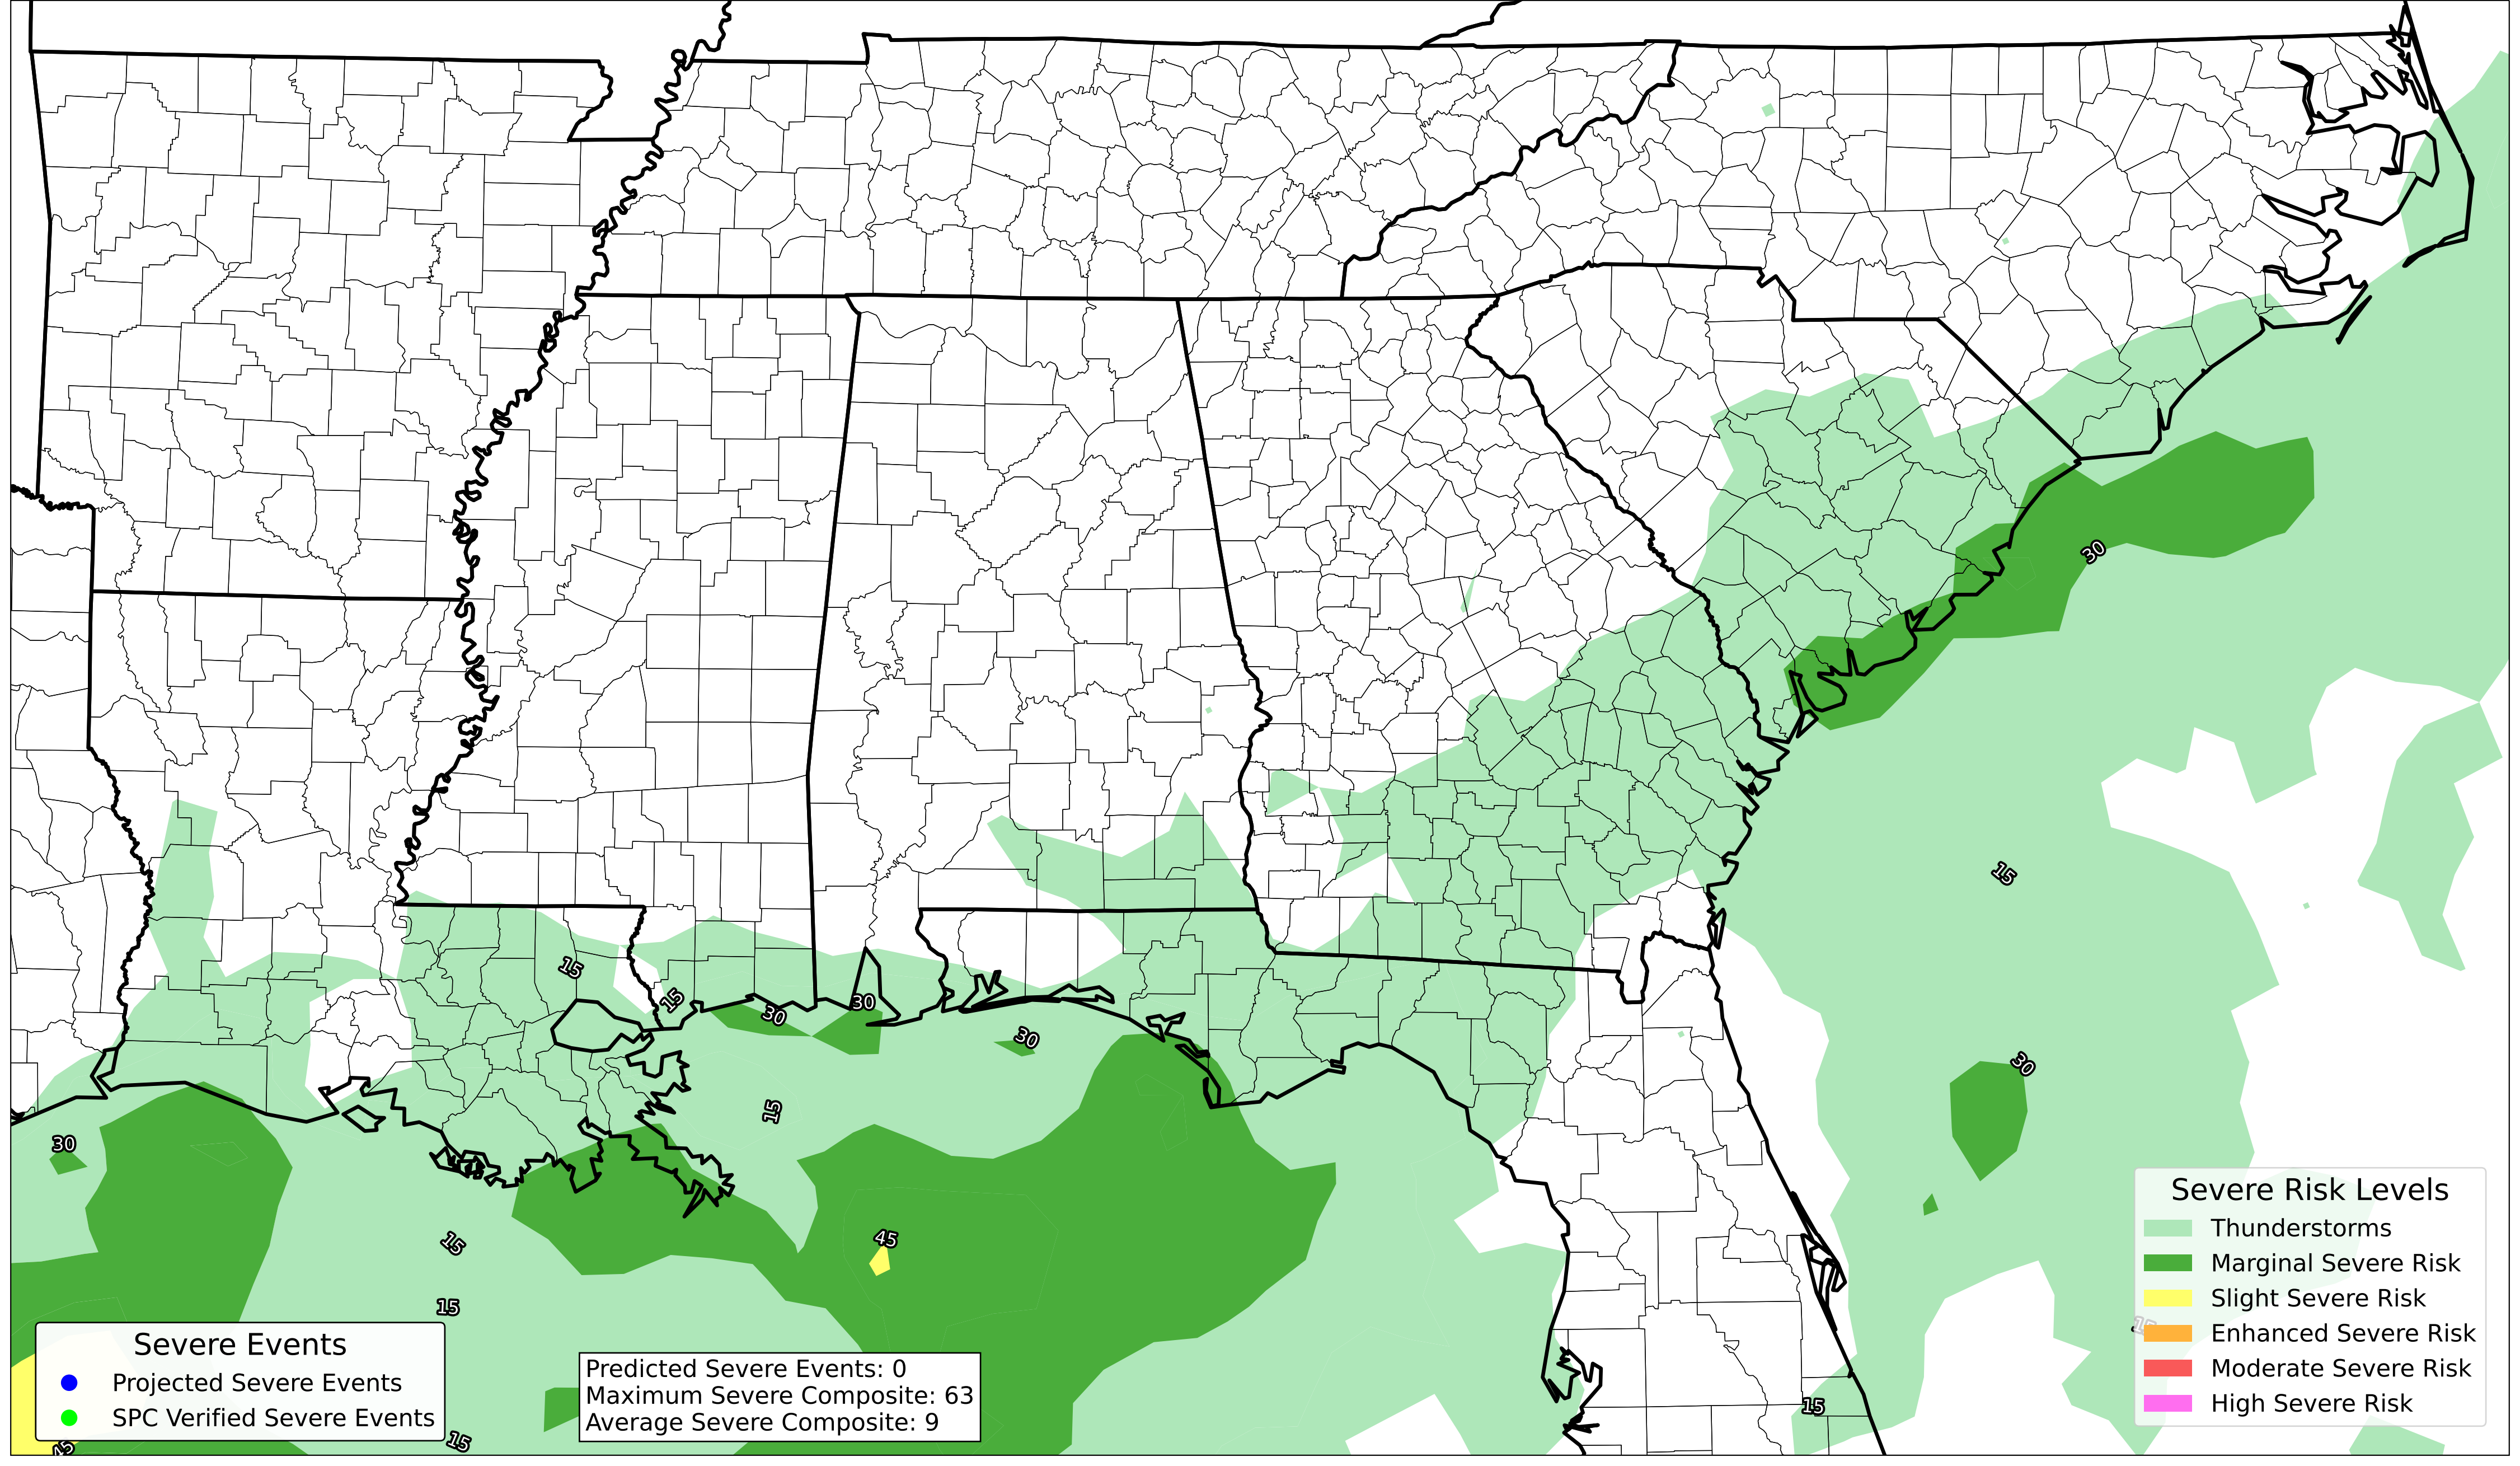 30
15
15
30
30
30
15
15
30
30
15
45
15
15
15
15
45
Severe Events
Projected Severe Events
SPC Verified Severe Events
Predicted Severe Events: 0
Maximum Severe Composite: 63
Average Severe Composite: 9
Severe Risk Levels
Thunderstorms
Marginal Severe Risk
Slight Severe Risk
Enhanced Severe Risk
Moderate Severe Risk
High Severe Risk